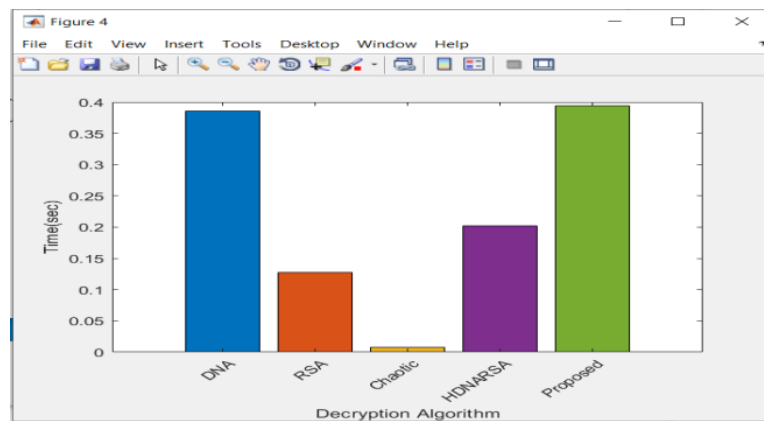 Figure 4
File Edit View Insert Tools Desktop Window Help
0.4
0.35
0.3
0.25
0.2
0.15
0.1
0.05
0
Time(sec)
DNA
RSA
Chaotic
HDNARSA
Proposed
Decryption Algorithm